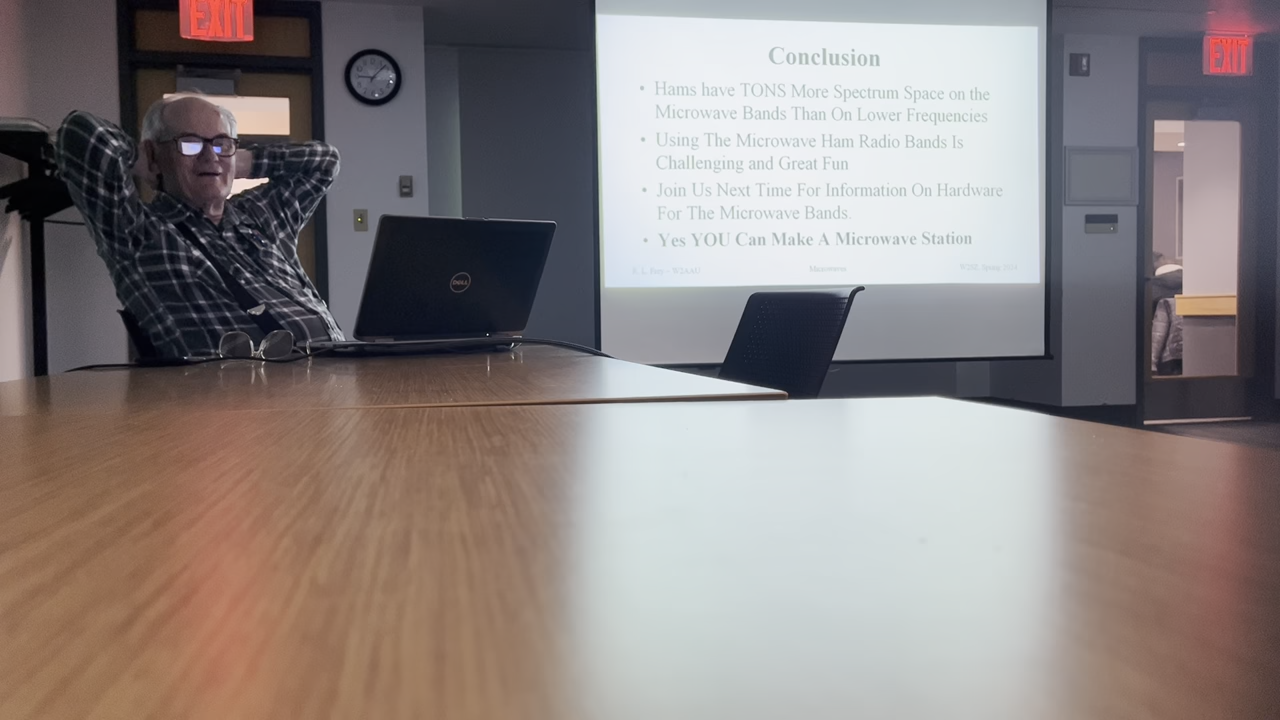 EXIT
EXIT
Conclusion
• Hams have TONS More Spectrum Space on the
Microwave Bands Than On Lower Frequencies
• Using The Microwave Ham Radio Bands Is
Challenging and Great Fun
• Join Us Next Time For Information On Hardware
For The Microwave Bands.
• Yes YOU Can Make A Microwave Station
Microwaves
DELL